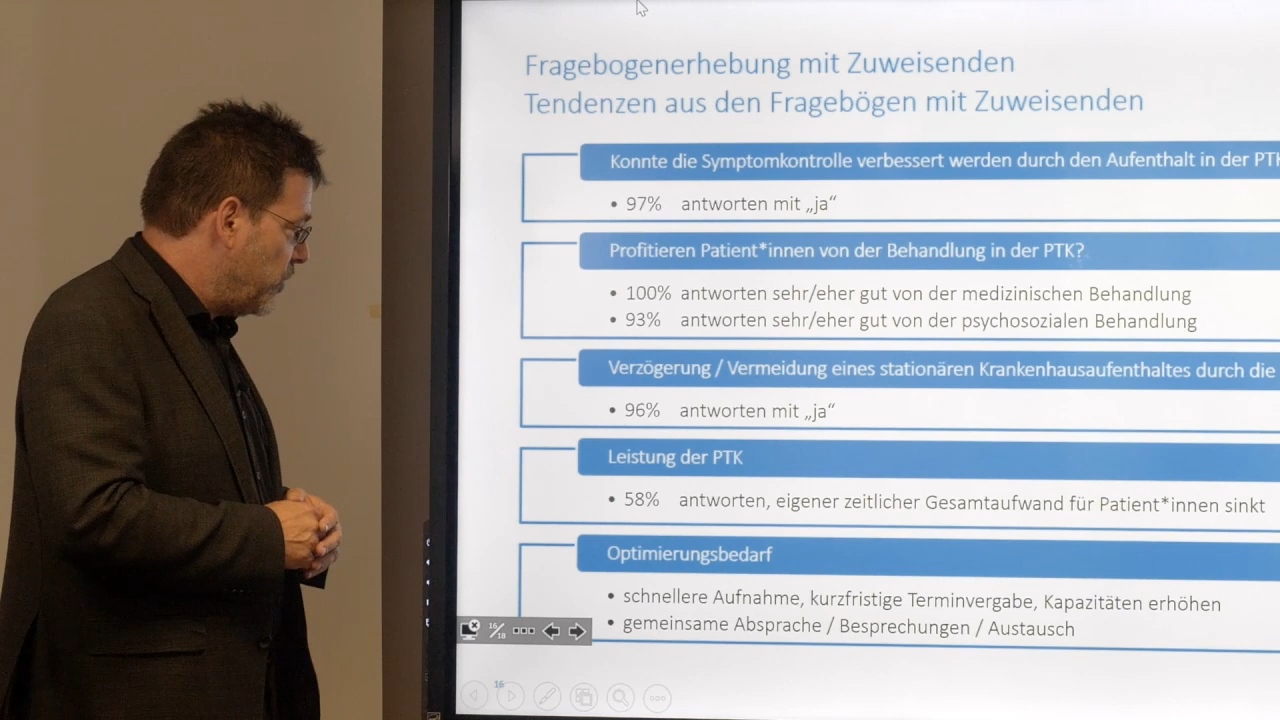 Fragebogenerhebung mit Zuweisenden
Tendenzen aus den Fragebögen mit Zuweisenden
Konnte die Symptomkontrolle verbessert werden durch den Aufenthalt in der PTK
• 97% antworten mit „ja“
Profitieren Patient*innen von der Behandlung in der PTK?
• 100% antworten sehr/eher gut von der medizinischen Behandlung
• 93% antworten sehr/eher gut von der psychosozialen Behandlung
Verzögerung / Vermeidung eines stationären Krankenhausaufenthaltes durch die
• 96% antworten mit „ja“
Leistung der PTK
• 58% antworten, eigener zeitlicher Gesamtaufwand für Patient*innen sinkt
Optimierungsbedarf
• schnellere Aufnahme, kurzfristige Terminvergabe, Kapazitäten erhöhen
• gemeinsame Absprache / Besprechungen / Austausch
16/18
16